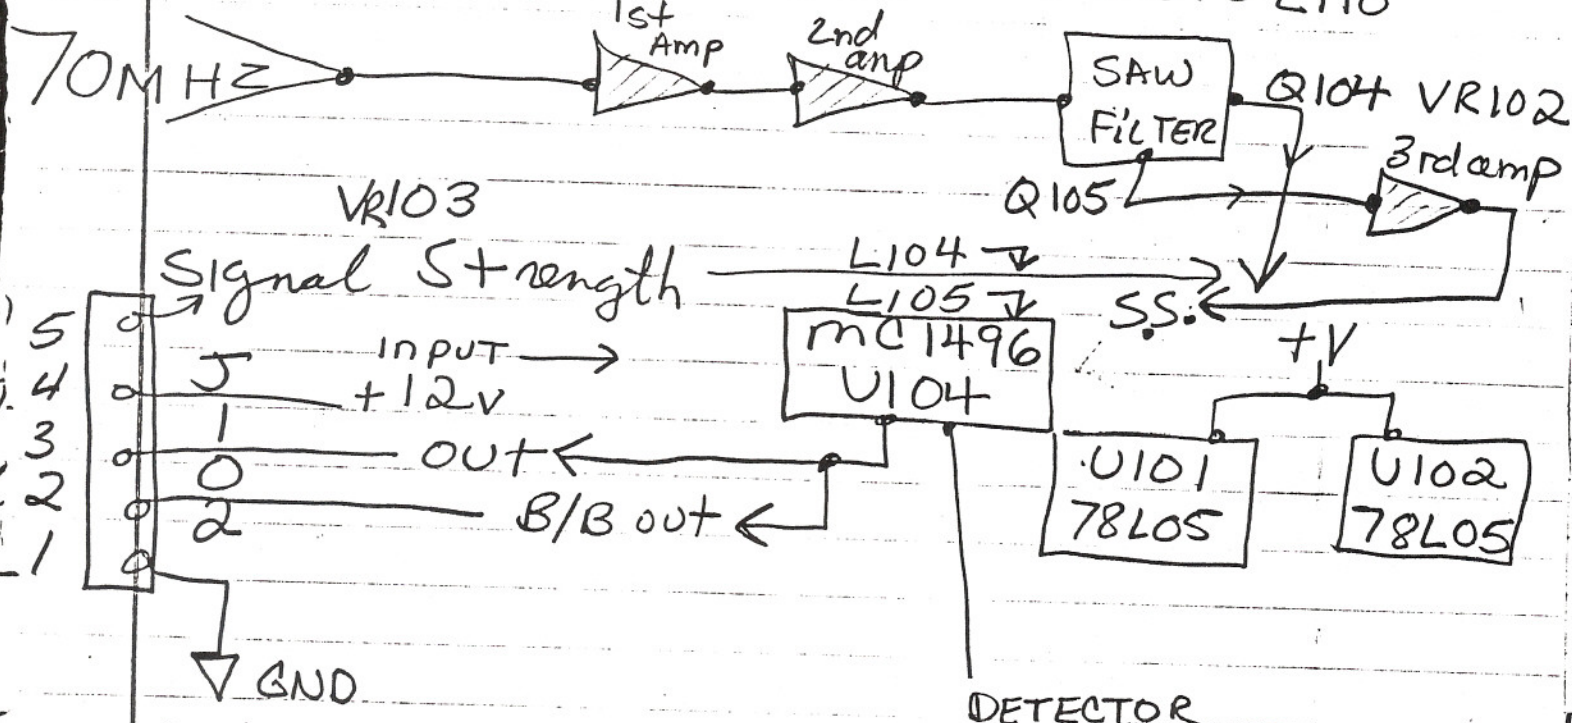 1st
Amp
2nd
anp
70MHZ
SAW
FILTER
Q104 VR102
3rd amp
Q105
VR103
Signal Strength
L104
L105
S.S.
5
4
3
2
1
J
1
0
2
INPUT
+12V
OUT
B/B OUT
MC1496
U104
+V
U101
78L05
U102
78L05
GND
DETECTOR